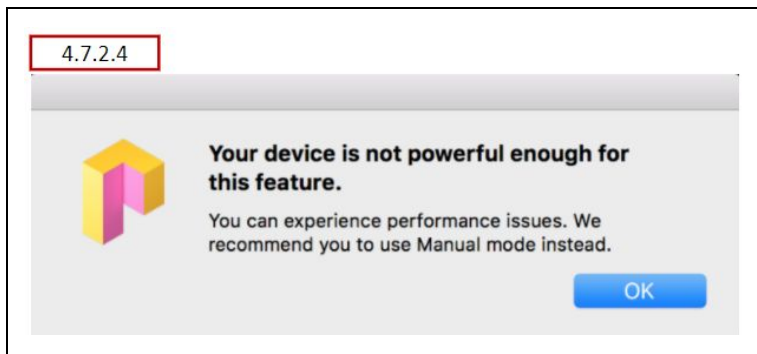 4.7.2.4
Your device is not powerful enough for
this feature.
You can experience performance issues. We
recommend you to use Manual mode instead.
OK